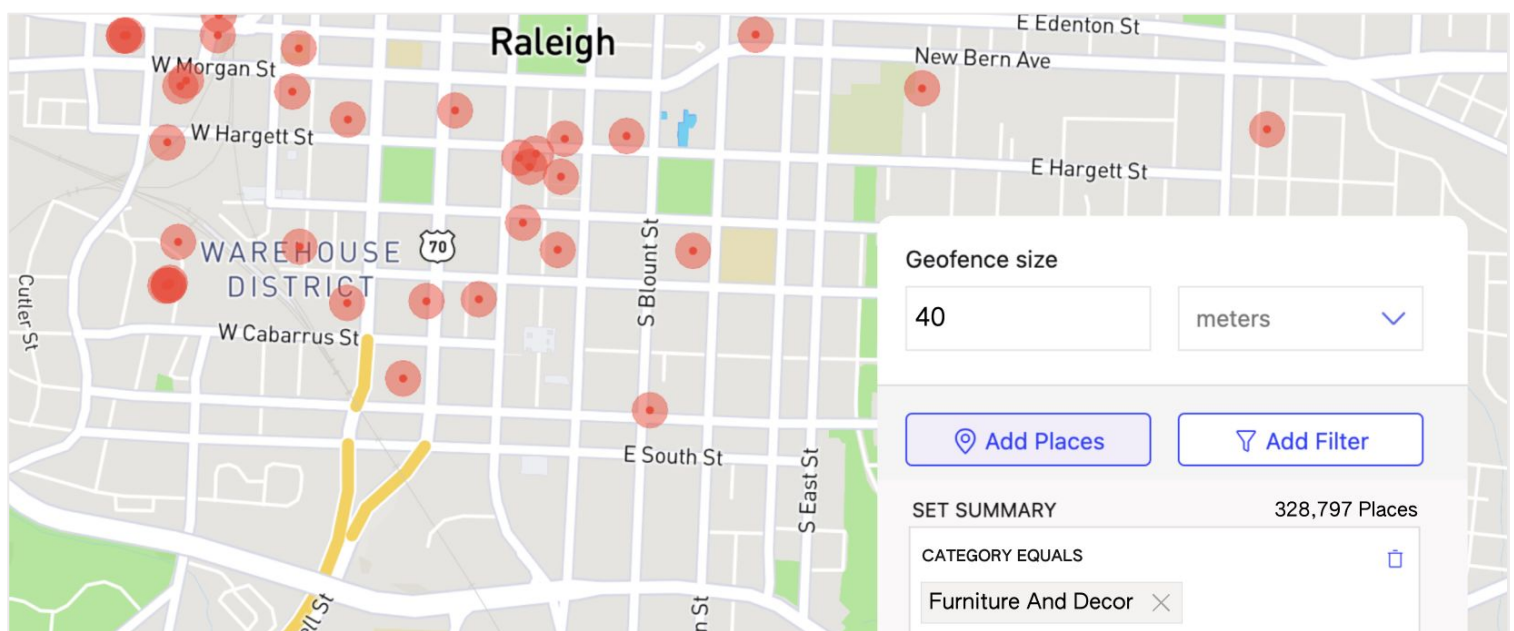 Raleigh
E Edenton St
New Bern Ave
W Morgan St
W Hargett St
E Hargett St
WAREHOUSE
DISTRICT
70
S Blount St
Cutler St
W Cabarrus St
E South St
S East St
Geofence size
40
meters
Add Places
Add Filter
SET SUMMARY
328,797 Places
CATEGORY EQUALS
Furniture And Decor
St